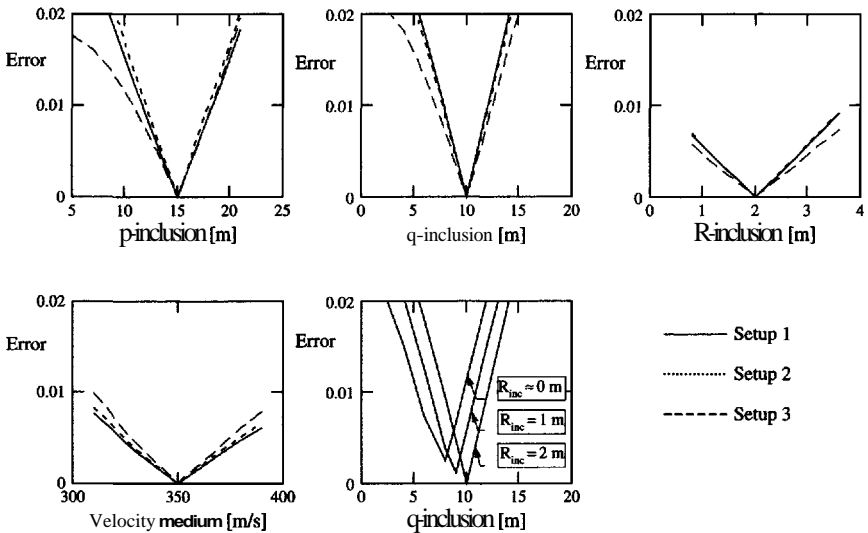 0.02
Error
0.01
0
5 10 15 20 25
p-inclusion [m]
0.02
Error
0.01
0
0 5 10 15 20
q-inclusion [m]
0.02
Error
0.01
0
0 1 2 3 4
R-inclusion [m]
0.02
Error
0.01
0
300 350 400
Velocity medium [m/s]
0.02
Error
0.01
0
0 5 10 15 20
q-inclusion [m]
R_inc ≈ 0 m
R_inc = 1 m
R_inc = 2 m
Setup 1
Setup 2
Setup 3